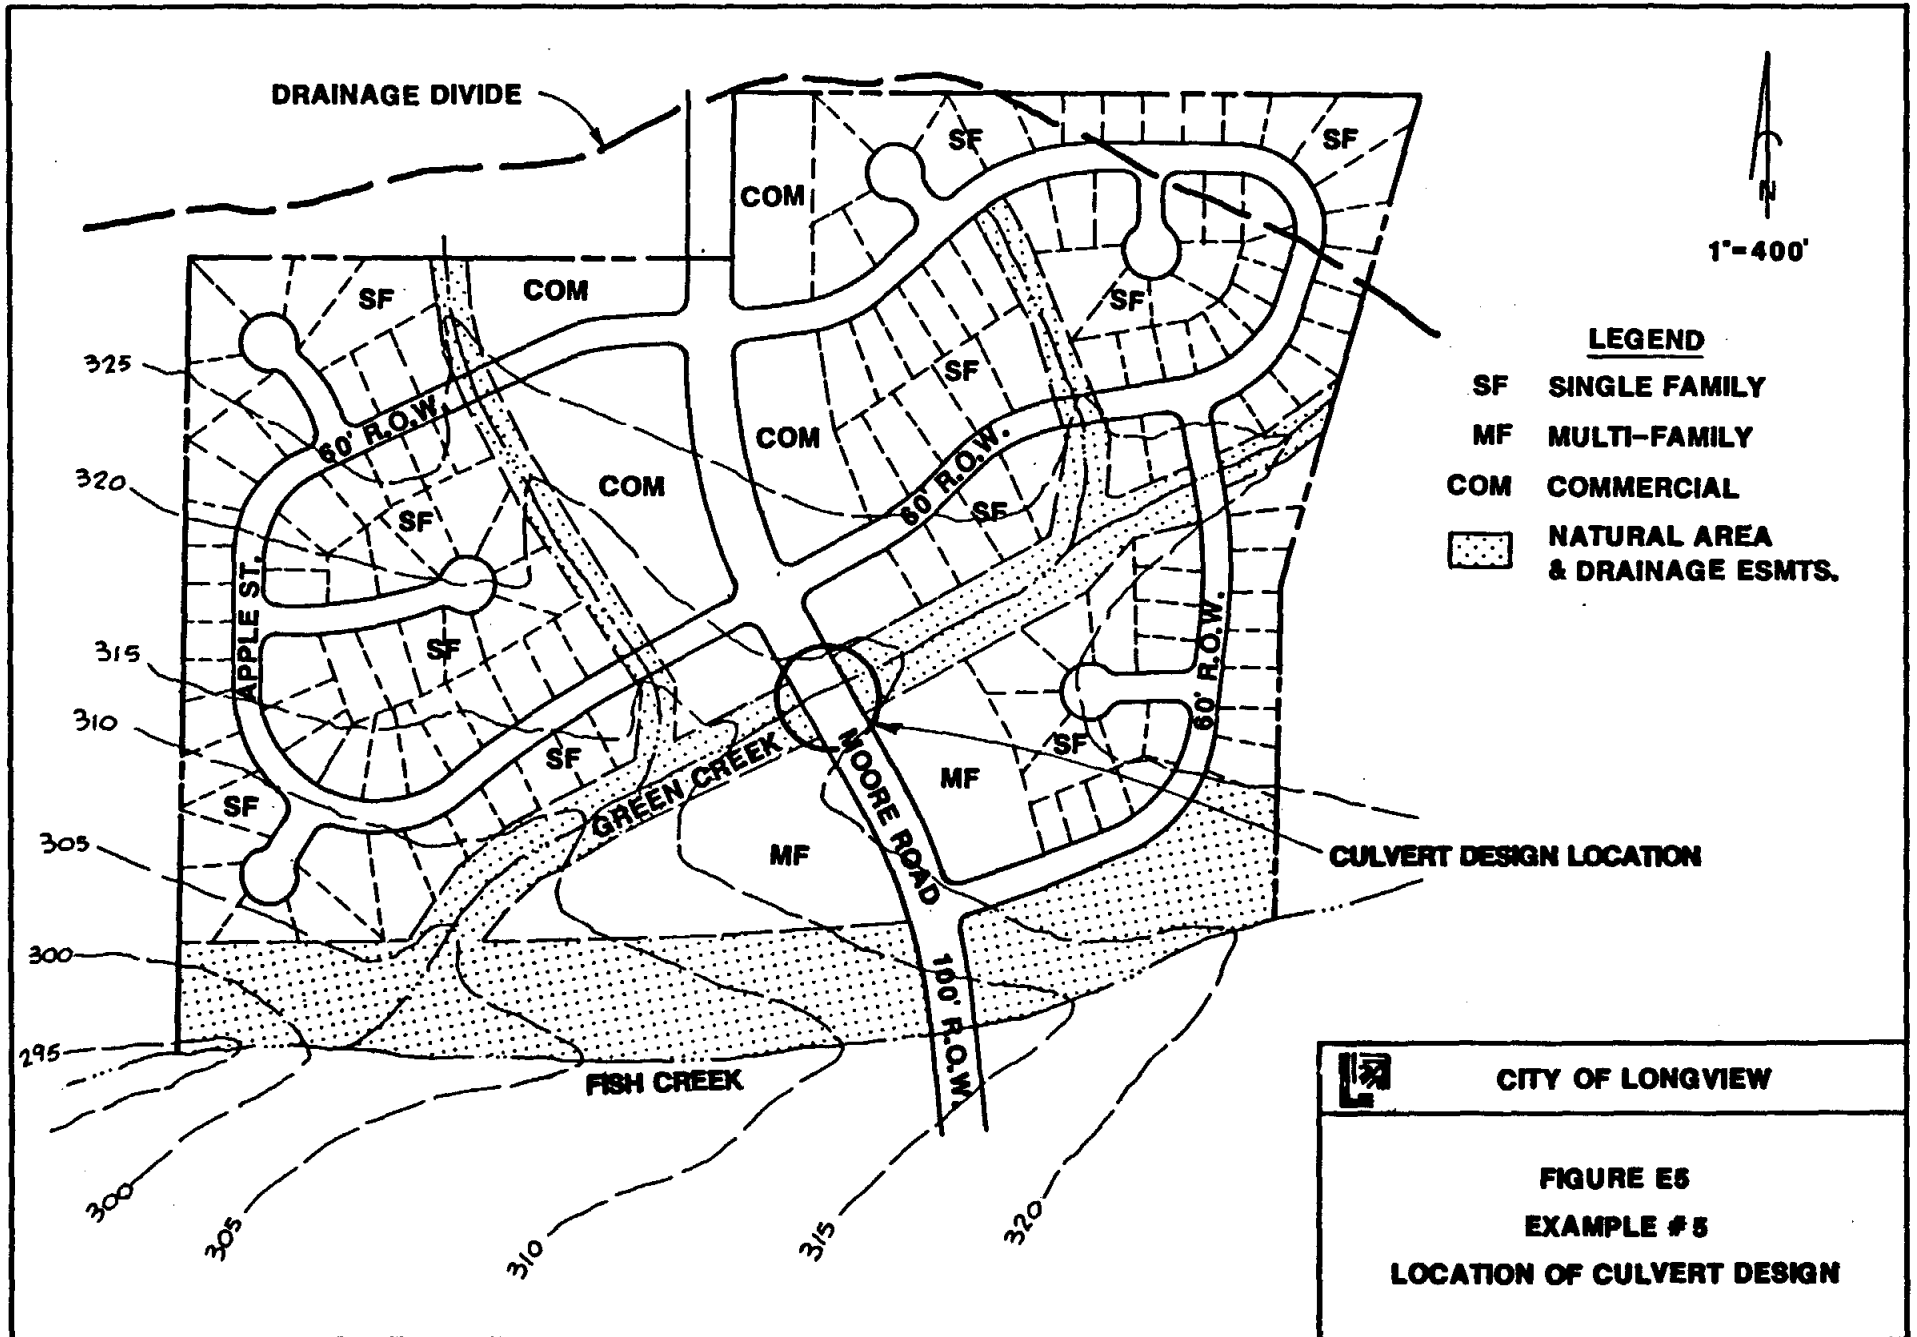 DRAINAGE DIVIDE
SF
SF
COM
N
1"=400'
SF
COM
SF
325
LEGEND
SF SINGLE FAMILY
MF MULTI-FAMILY
COM COMMERCIAL
NATURAL AREA
& DRAINAGE ESMTS.
SF
60' R.O.W.
COM
COM
60' R.O.W.
320
SF
SF
APPLE ST.
60' R.O.W.
315
SF
310
SF
SF
MF
GREEN CREEK
MOORE ROAD
SF
305
MF
CULVERT DESIGN LOCATION
300
100' R.O.W.
295
FISH CREEK
300
305
310
315
320
CITY OF LONGVIEW
FIGURE E5
EXAMPLE #5
LOCATION OF CULVERT DESIGN